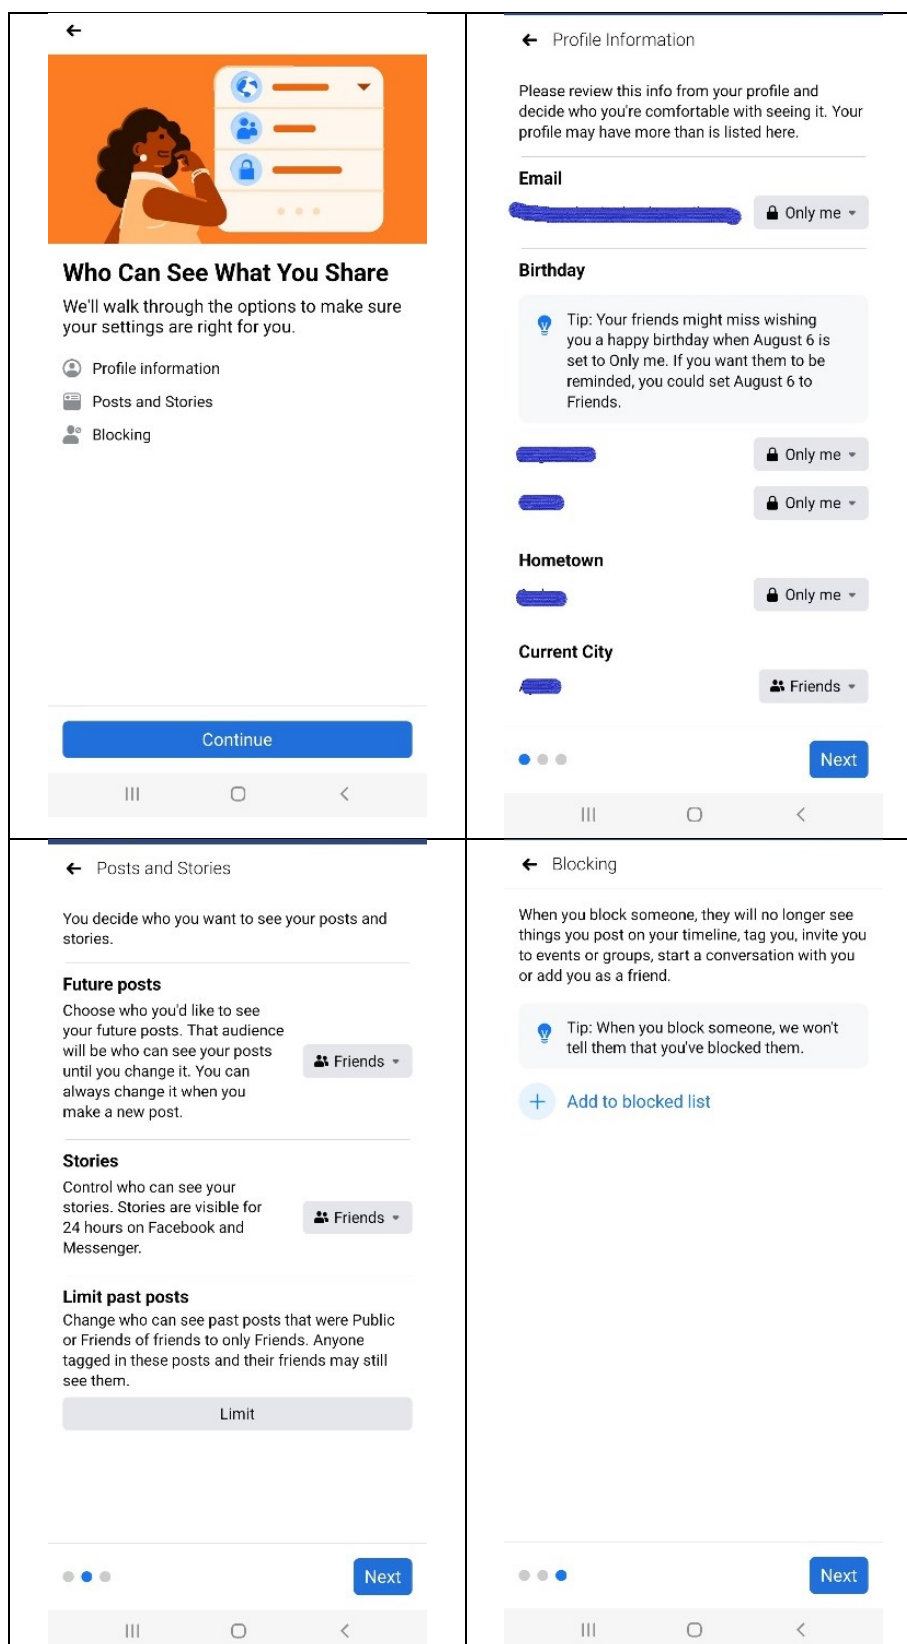 Who Can See What You Share
We'll walk through the options to make sure
your settings are right for you.
Profile information
Posts and Stories
Blocking
Continue
Profile Information
Please review this info from your profile and
decide who you're comfortable with seeing it. Your
profile may have more than is listed here.
Email
Only me
Birthday
Tip: Your friends might miss wishing
you a happy birthday when August 6 is
set to Only me. If you want them to be
reminded, you could set August 6 to
Friends.
Only me
Only me
Hometown
Only me
Current City
Friends
Next
Posts and Stories
You decide who you want to see your posts and
stories.
Future posts
Choose who you'd like to see
your future posts. That audience
will be who can see your posts
until you change it. You can
always change it when you
make a new post.
Friends
Stories
Control who can see your
stories. Stories are visible for
24 hours on Facebook and
Messenger.
Friends
Limit past posts
Change who can see past posts that were Public
or Friends of friends to only Friends. Anyone
tagged in these posts and their friends may still
see them.
Limit
Next
Blocking
When you block someone, they will no longer see
things you post on your timeline, tag you, invite you
to events or groups, start a conversation with you
or add you as a friend.
Tip: When you block someone, we won't
tell them that you've blocked them.
Add to blocked list
Next